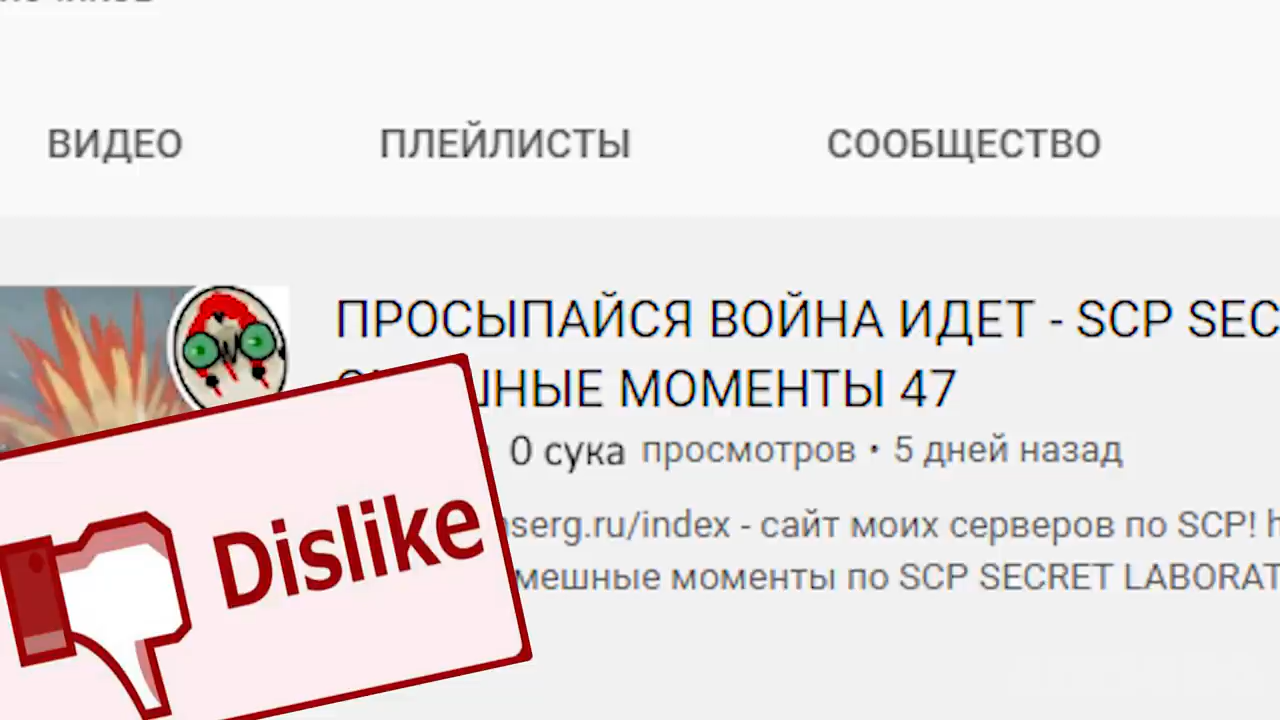 ВИДЕО ПЛЕЙЛИСТЫ СООБЩЕСТВО
ПРОСЫПАЙСЯ ВОЙНА ИДЕТ - SCP SEC
МОМЕНТЫ 47
0 сука просмотров • 5 дней назад
serg.ru/index - сайт моих серверов по SCP! h
мешные моменты по SCP SECRET LABORAT
Dislike